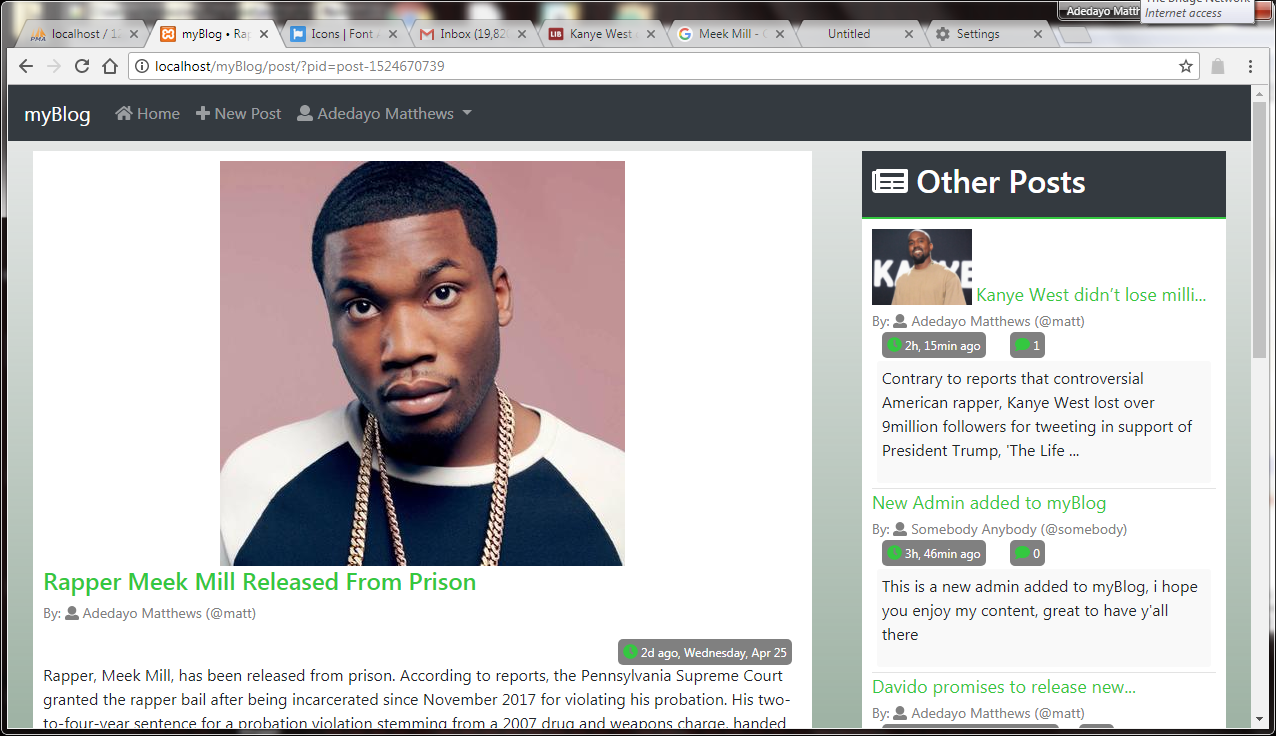 Adedayo Matth
The Bridge Network
Internet access
localhost / 12
myBlog • Rap
Icons | Font A
Inbox (19,820
Kanye West
Meek Mill - G
Untitled
Settings
localhost/myBlog/post/?pid=post-1524670739
myBlog
Home
New Post
Adedayo Matthews
KANYE
Rapper Meek Mill Released From Prison
By: Adedayo Matthews (@matt)
2d ago, Wednesday, Apr 25
Rapper, Meek Mill, has been released from prison. According to reports, the Pennsylvania Supreme Court
granted the rapper bail after being incarcerated since November 2017 for violating his probation. His two-
to-four-year sentence for a probation violation stemming from a 2007 drug and weapons charge, handed
Other Posts
Kanye West didn’t lose milli...
By: Adedayo Matthews (@matt)
2h, 15min ago
1
Contrary to reports that controversial
American rapper, Kanye West lost over
9million followers for tweeting in support of
President Trump, 'The Life ...
New Admin added to myBlog
By: Somebody Anybody (@somebody)
3h, 46min ago
0
This is a new admin added to myBlog, i hope
you enjoy my content, great to have y'all
there
Davido promises to release new...
By: Adedayo Matthews (@matt)